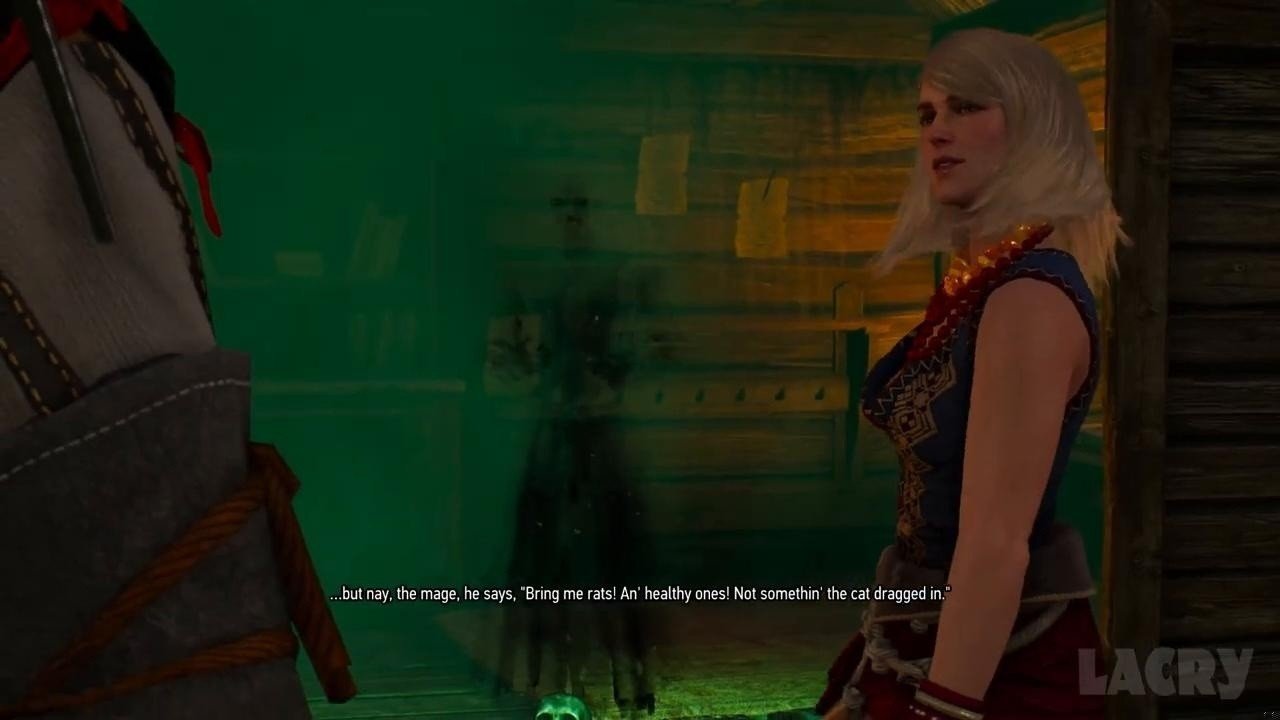 ...but nay, the mage, he says, "Bring me rats! An' healthy ones! Not somethin' the cat dragged in."
LACRY